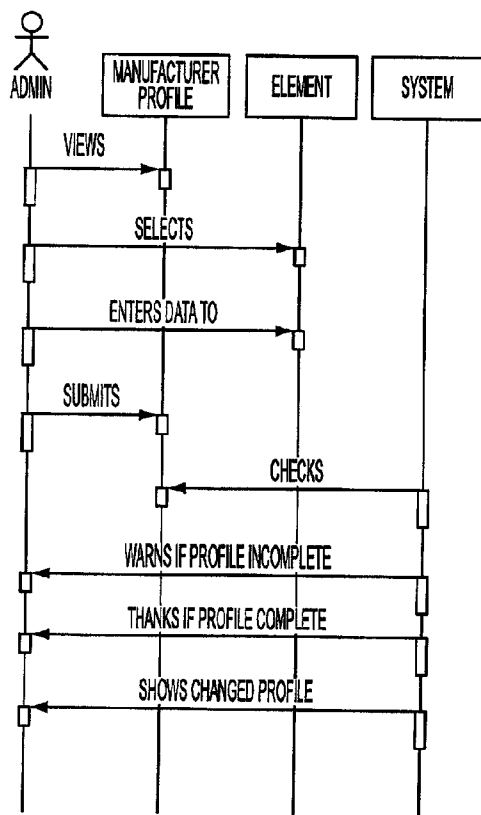 ADMIN
MANUFACTURER
PROFILE
ELEMENT
SYSTEM
VIEWS
SELECTS
ENTERS DATA TO
SUBMITS
CHECKS
WARNS IF PROFILE INCOMPLETE
THANKS IF PROFILE COMPLETE
SHOWS CHANGED PROFILE